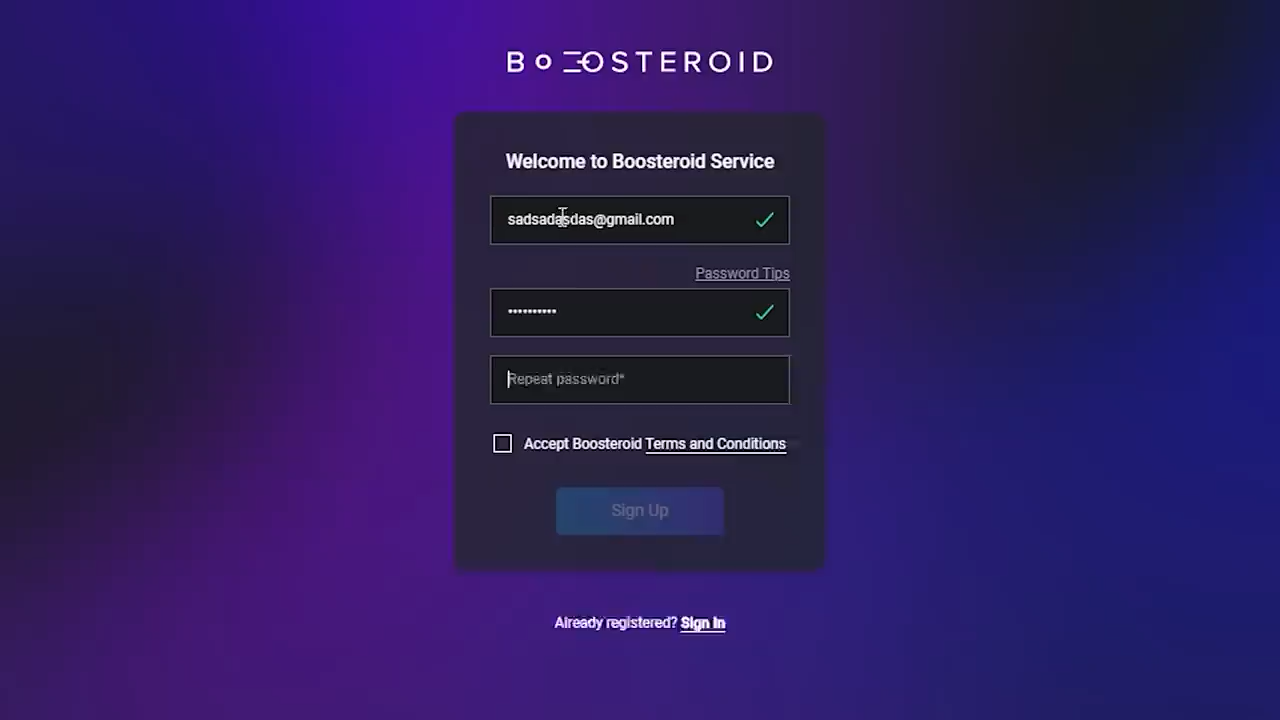 BOOSTEROID
Welcome to Boosteroid Service
sadsadasdas@gmail.com
Password Tips
••••••••••
Repeat password*
Accept Boosteroid Terms and Conditions
Sign Up
Already registered? Sign In